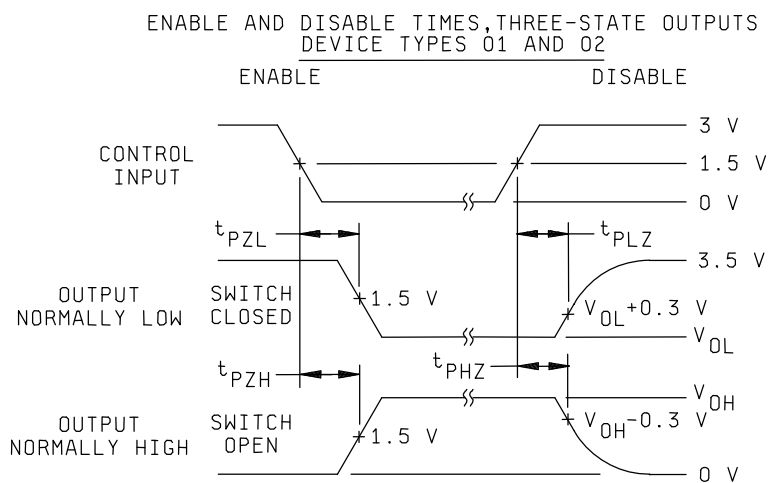 ENABLE AND DISABLE TIMES, THREE-STATE OUTPUTS
DEVICE TYPES 01 AND 02
ENABLE
DISABLE
3 V
CONTROL
INPUT
1.5 V
0 V
tPZL
tPLZ
3.5 V
OUTPUT
NORMALLY LOW
SWITCH
CLOSED
1.5 V
VOL+0.3 V
VOL
tPZH
tPHZ
VOH
OUTPUT
NORMALLY HIGH
SWITCH
OPEN
1.5 V
VOH-0.3 V
0 V